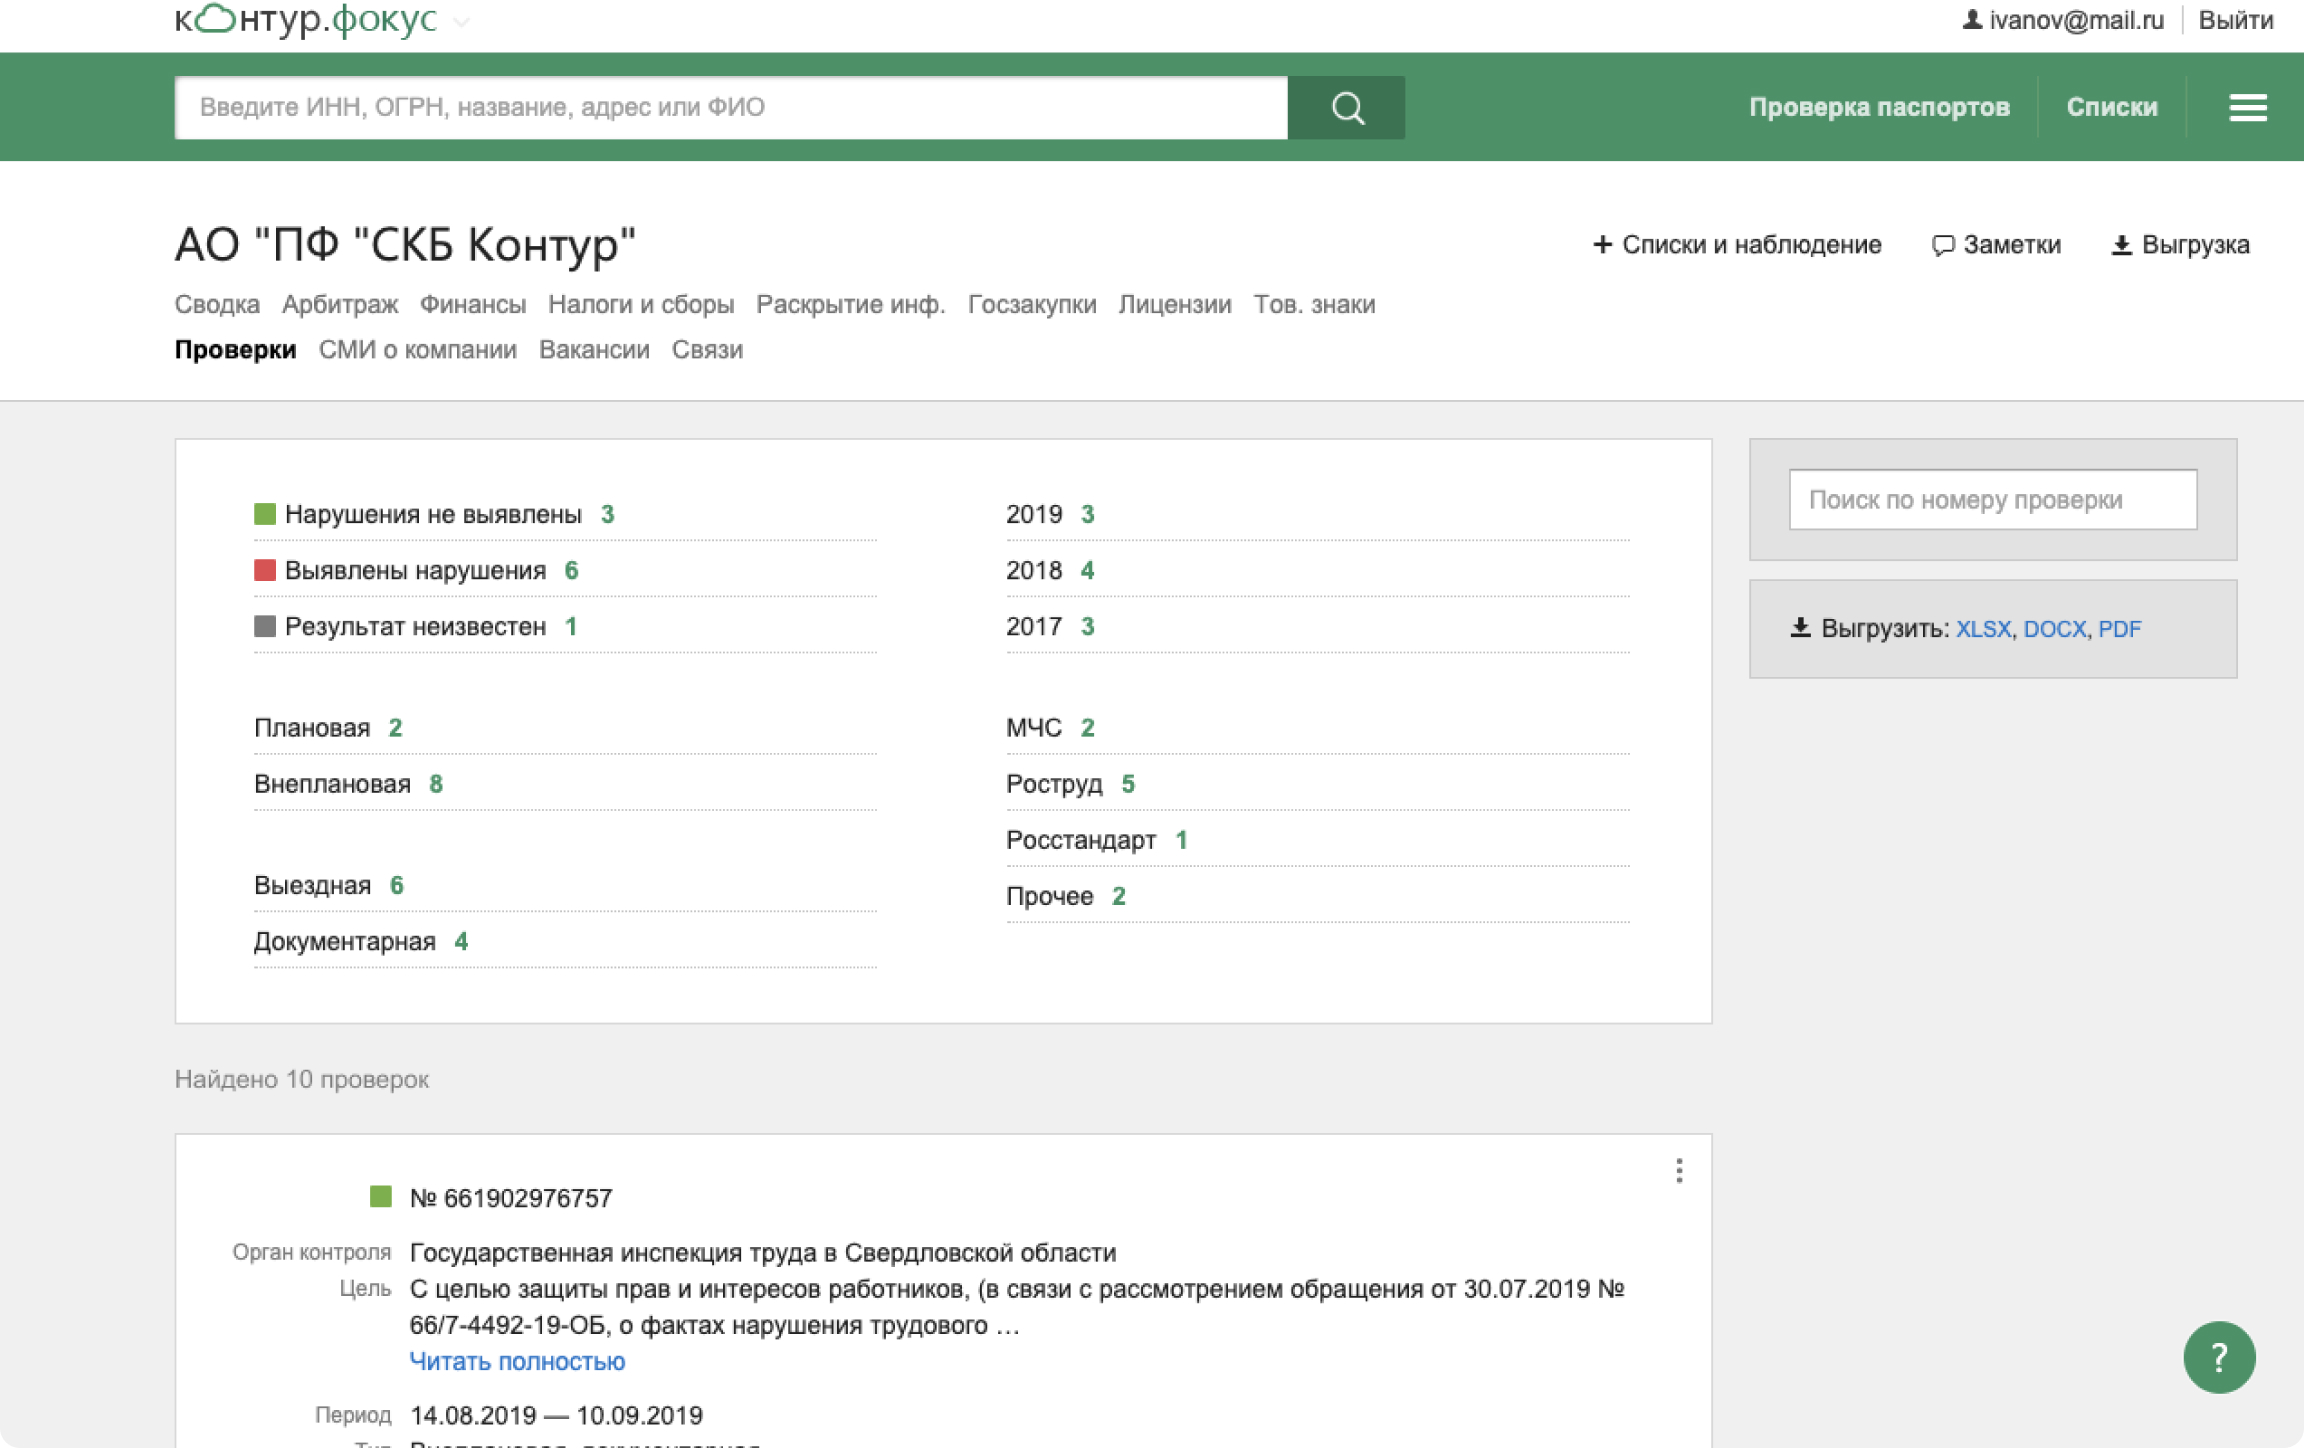 контур.фокус
ivanov@mail.ru Выйти
Введите ИНН, ОГРН, название, адрес или ФИО
Проверка паспортов Списки
АО "ПФ "СКБ Контур"
+ Списки и наблюдение Заметки Выгрузка
Сводка Арбитраж Финансы Налоги и сборы Раскрытие инф. Госзакупки Лицензии Тов. знаки
Проверки СМИ о компании Вакансии Связи
Нарушения не выявлены 3
Выявлены нарушения 6
Результат неизвестен 1
Плановая 2
Внеплановая 8
Выездная 6
Документарная 4
2019 3
2018 4
2017 3
МЧС 2
Роструд 5
Росстандарт 1
Прочее 2
Поиск по номеру проверки
Выгрузить: XLSX, DOCX, PDF
Найдено 10 проверок
№ 661902976757
Орган контроля Государственная инспекция труда в Свердловской области
Цель С целью защиты прав и интересов работников, (в связи с рассмотрением обращения от 30.07.2019 №
66/7-4492-19-ОБ, о фактах нарушения трудового ...
Читать полностью
Период 14.08.2019 — 10.09.2019
Тип Внеплановая, документарная
?